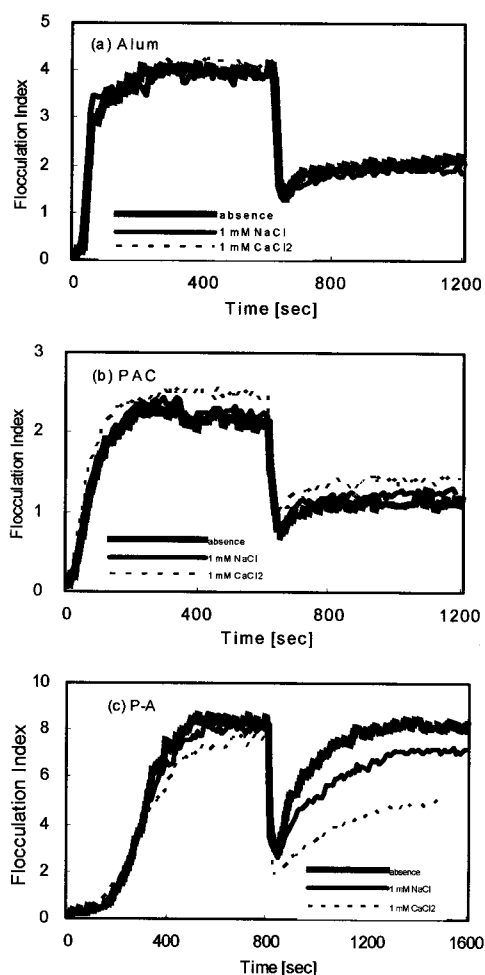 (a) Alum
Flocculation Index
5
4
3
2
1
0
absence
1 mM NaCl
1 mM CaCl2
0
400
800
1200
Time [sec]
(b) PAC
Flocculation Index
3
2
1
0
absence
1 mM NaCl
1 mM CaCl2
0
400
800
1200
Time [sec]
(c) P-A
Flocculation Index
10
8
6
4
2
0
absence
1 mM NaCl
1 mM CaCl2
0
400
800
1200
1600
Time [sec]